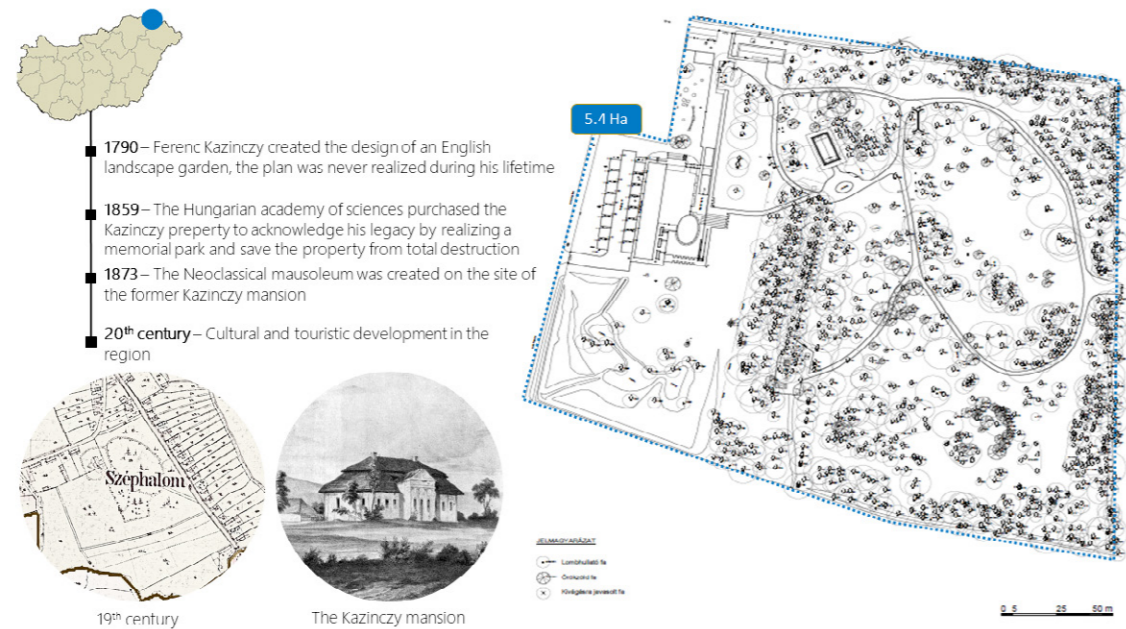 1790 – Ferenc Kazinczy created the design of an English
landscape garden, the plan was never realized during his lifetime
1859 – The Hungarian academy of sciences purchased the
Kazinczy preperty to acknowledge his legacy by realizing a
memorial park and save the property from total destruction
1873 – The Neoclassical mausoleum was created on the site of
the former Kazinczy mansion
20th century – Cultural and touristic development in the
region
Széphalom
19th century
The Kazinczy mansion
5.4 Ha
JELMAGYARÁZAT
Lombhullató fa
Örökzöld fa
Kivágásra javasolt fa
0 5 25 50 m